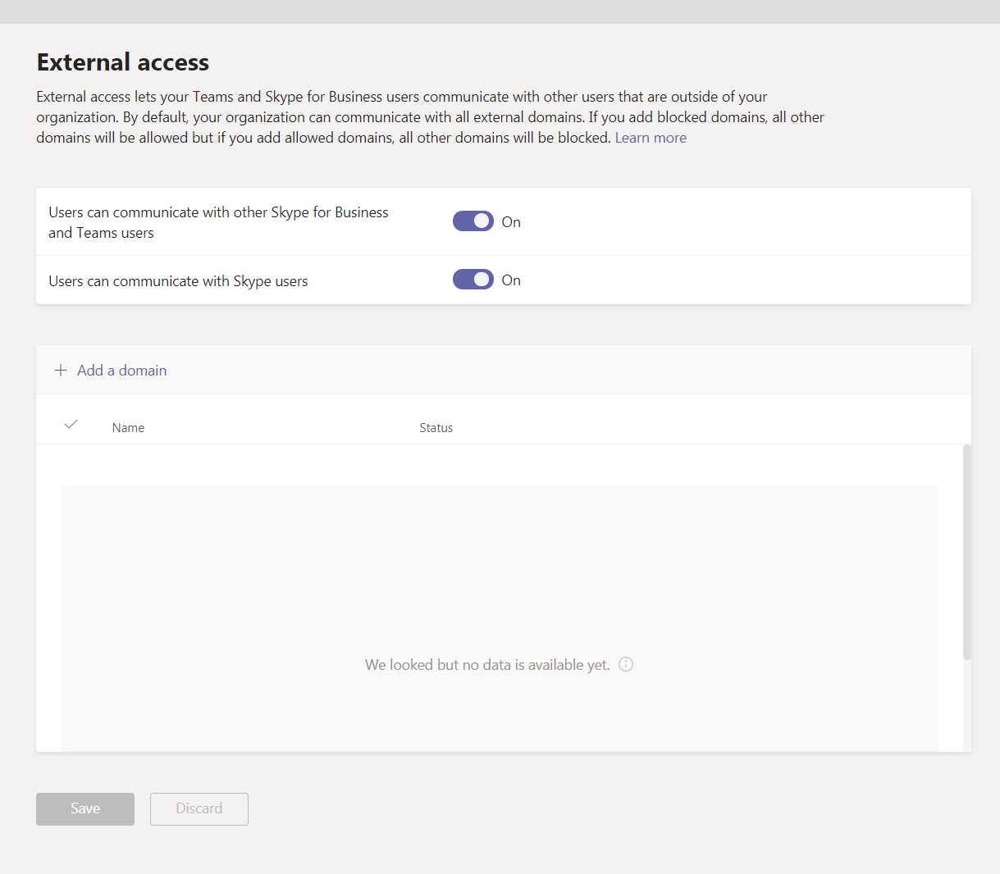 External access
External access lets your Teams and Skype for Business users communicate with other users that are outside of your
organization. By default, your organization can communicate with all external domains. If you add blocked domains, all other
domains will be allowed but if you add allowed domains, all other domains will be blocked. Learn more
Users can communicate with other Skype for Business
and Teams users
On
Users can communicate with Skype users
On
Add a domain
Name
Status
We looked but no data is available yet.
Save
Discard